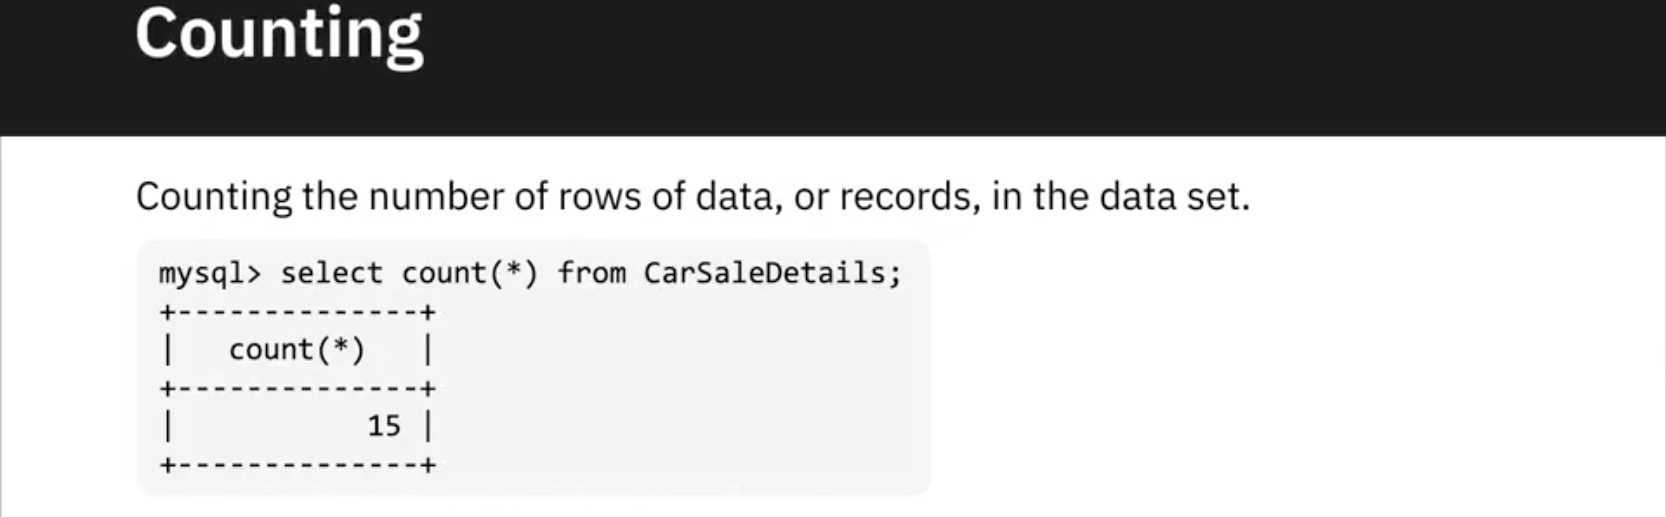 Counting
Counting the number of rows of data, or records, in the data set.
mysql> select count(*) from CarSaleDetails;
+--------------+
|   count(*)   |
+--------------+
|           15 |
+--------------+